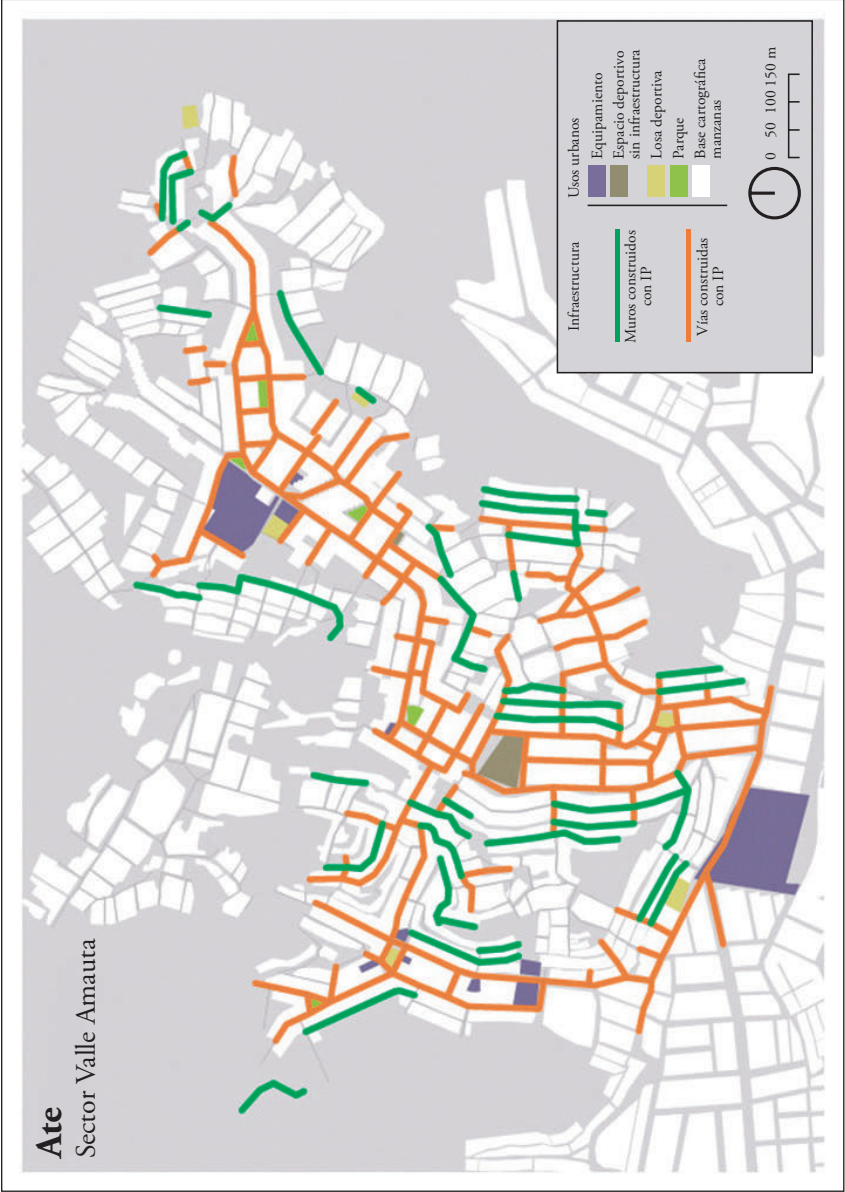 Ate
Sector Valle Amauta
Infraestructura
Muros construidos
con IP
Vías construidas
con IP
Usos urbanos
Equipamiento
Espacio deportivo
sin infraestructura
Losa deportiva
Parque
Base cartográfica
manzanas
0 50 100 150 m